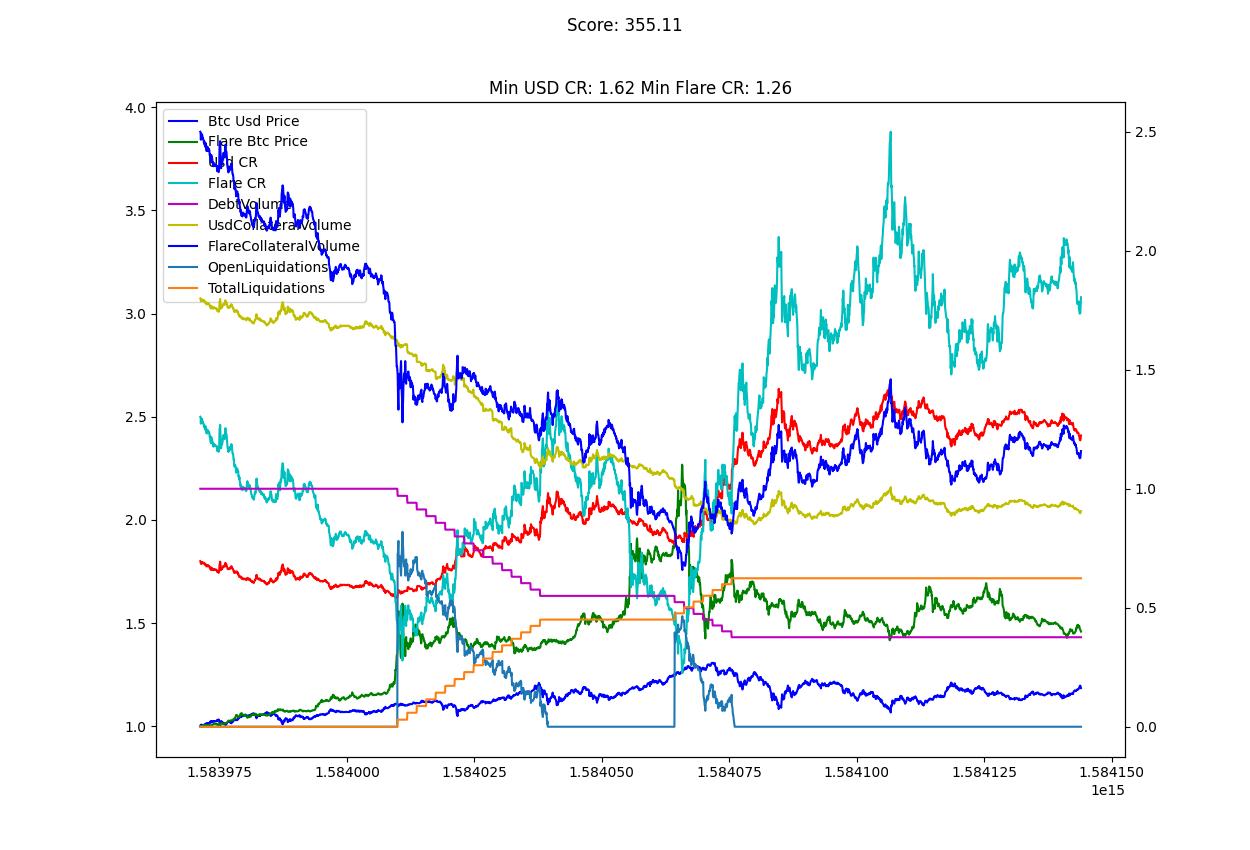 Score: 355.11
Min USD CR: 1.62 Min Flare CR: 1.26
4.0
3.5
3.0
2.5
2.0
1.5
1.0
Btc Usd Price
Flare Btc Price
Usd CR
Flare CR
DebtVolume
UsdCollateralVolume
FlareCollateralVolume
OpenLiquidations
TotalLiquidations
2.5
2.0
1.5
1.0
0.5
0.0
1.583975 1.584000 1.584025 1.584050 1.584075 1.584100 1.584125 1.584150
1e15